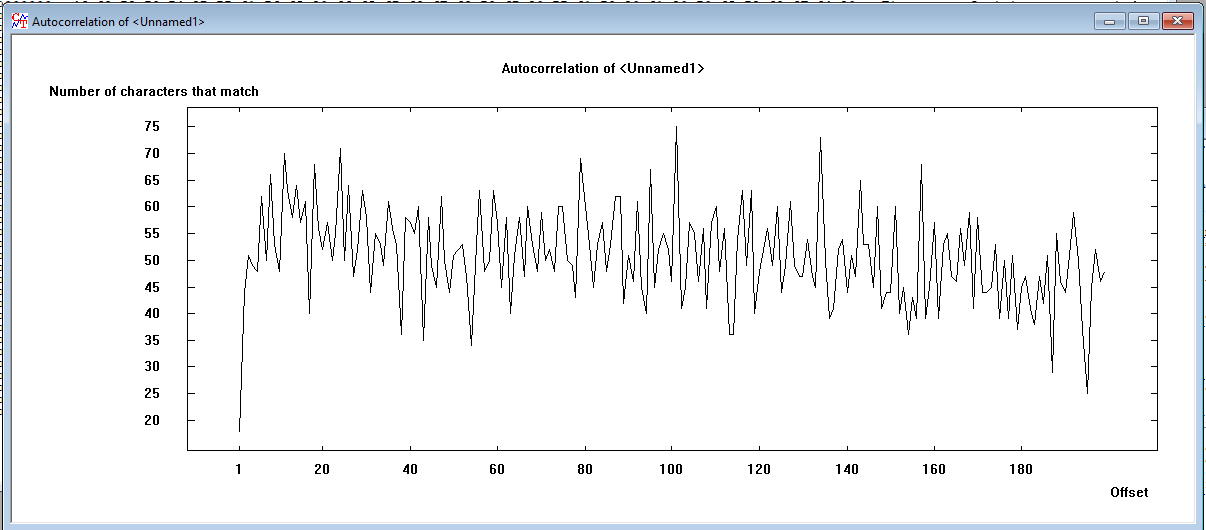 Autocorrelation of <Unnamed1>
Autocorrelation of <Unnamed1>
Number of characters that match
75
70
65
60
55
50
45
40
35
30
25
20
1 20 40 60 80 100 120 140 160 180
Offset